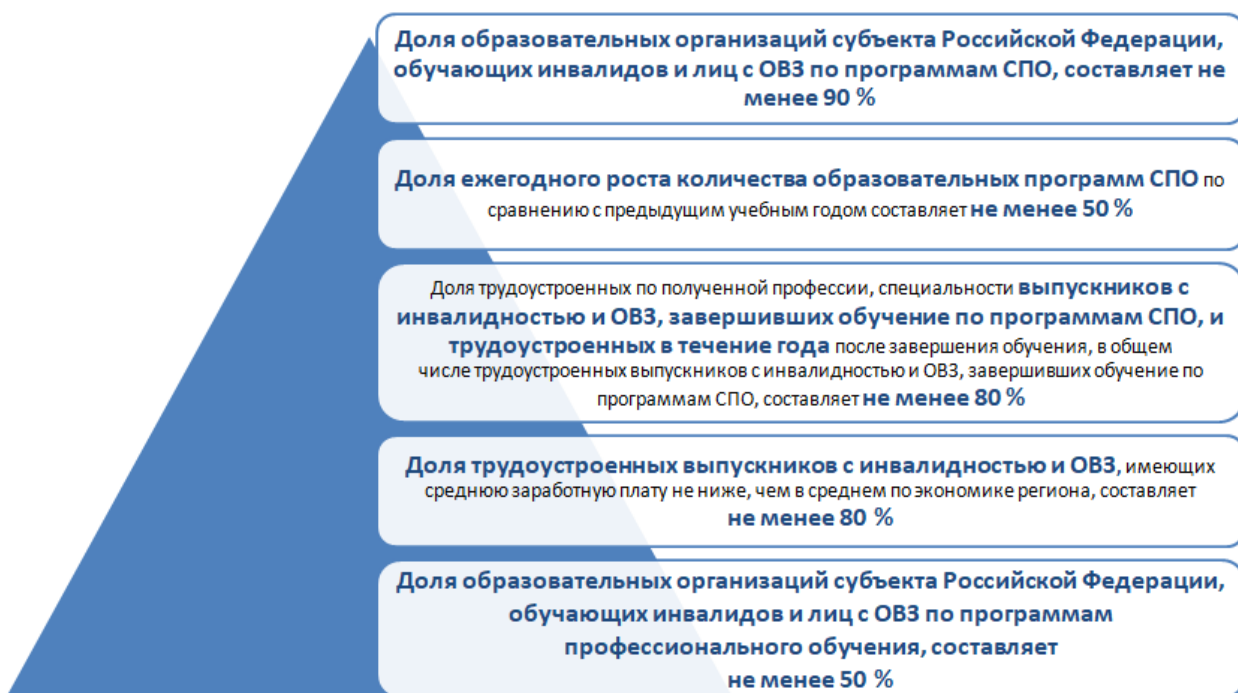 Доля образовательных организаций субъекта Российской Федерации,
обучающих инвалидов и лиц с ОВЗ по программам СПО, составляет не
менее 90 %
Доля ежегодного роста количества образовательных программ СПО по
сравнению с предыдущим учебным годом составляет не менее 50 %
Доля трудоустроенных по полученной профессии, специальности выпускников с
инвалидностью и ОВЗ, завершивших обучение по программам СПО, и
трудоустроенных в течение года после завершения обучения, в общем
числе трудоустроенных выпускников с инвалидностью и ОВЗ, завершивших обучение по
программам СПО, составляет не менее 80 %
Доля трудоустроенных выпускников с инвалидностью и ОВЗ, имеющих
среднюю заработную плату не ниже, чем в среднем по экономике региона, составляет
не менее 80 %
Доля образовательных организаций субъекта Российской Федерации,
обучающих инвалидов и лиц с ОВЗ по программам
профессионального обучения, составляет
не менее 50 %